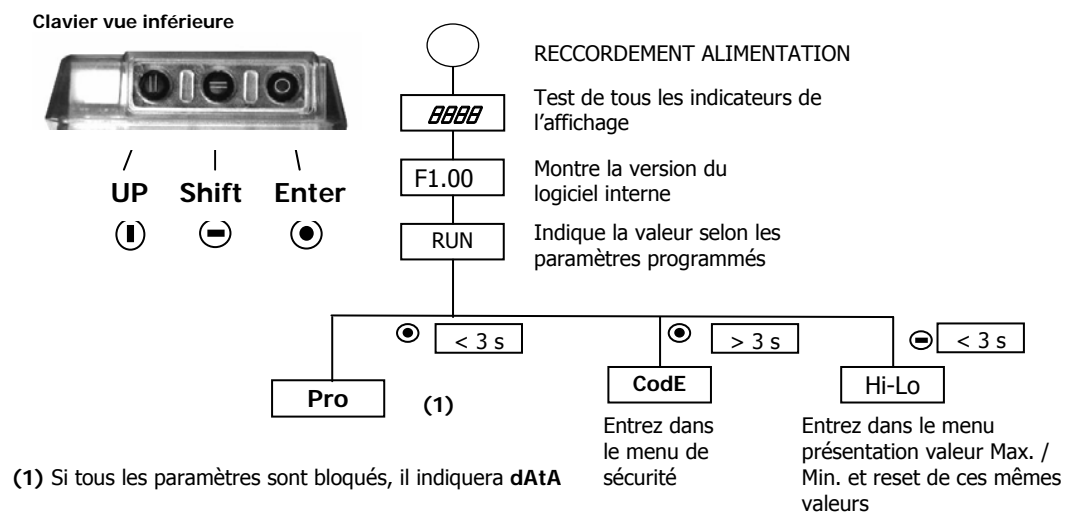 Clavier vue inférieure
UP Shift Enter
RECCORDEMENT ALIMENTATION
8888
Test de tous les indicateurs de
l'affichage
F1.00
Montre la version du
logiciel interne
RUN
Indique la valeur selon les
paramètres programmés
< 3 s
> 3 s
< 3 s
Pro
(1)
CodE
Hi-Lo
Entrez dans
le menu de
sécurité
Entrez dans le menu
présentation valeur Max. /
Min. et reset de ces mêmes
valeurs
(1) Si tous les paramètres sont bloqués, il indiquera dAtA